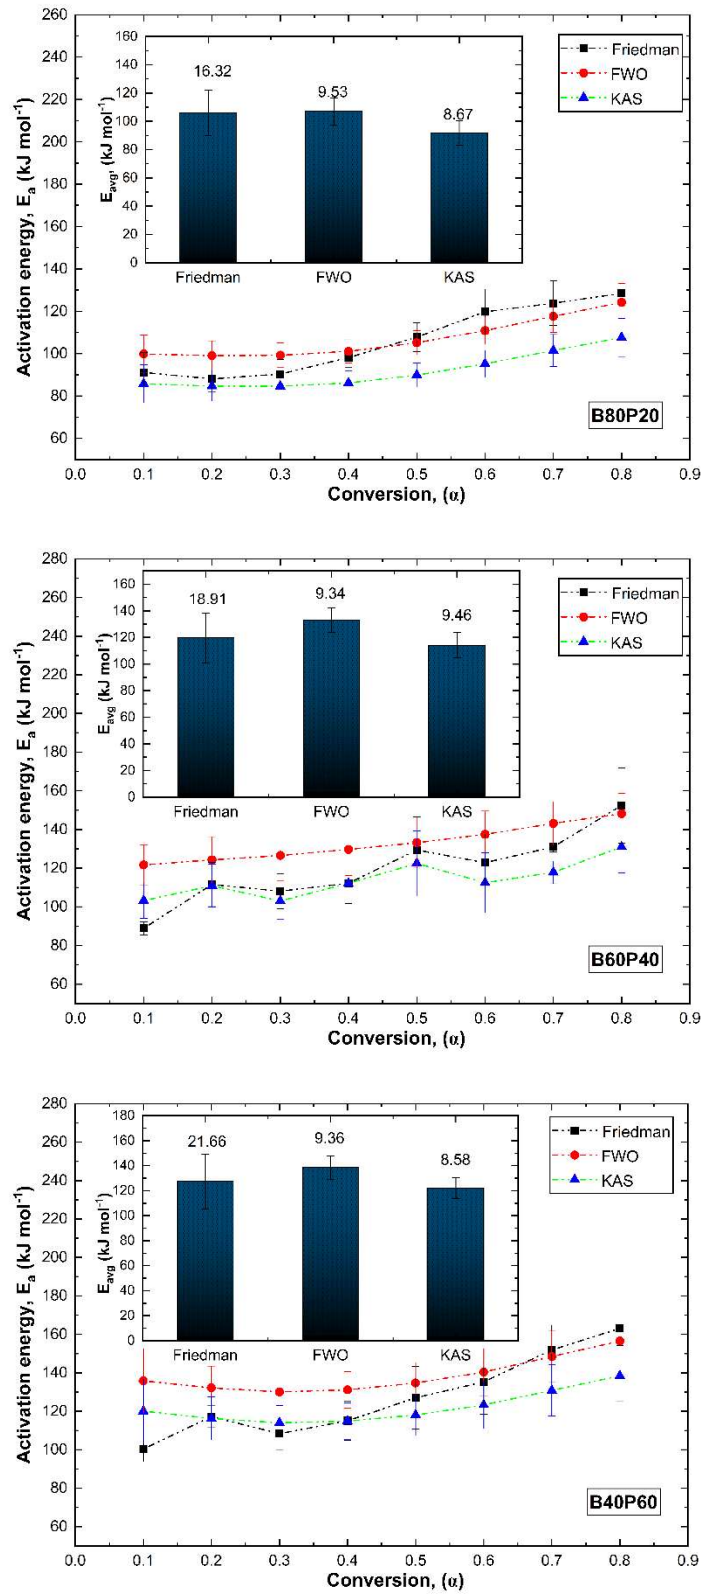 260
240
220
200
180
160
140
120
100
80
60
Activation energy, Eₐ (kJ mol⁻¹)
160
140
120
100
80
60
40
20
0
Eavg, (kJ mol⁻¹)
16.32
9.53
8.67
Friedman
FWO
KAS
Friedman
FWO
KAS
B80P20
0.0 0.1 0.2 0.3 0.4 0.5 0.6 0.7 0.8 0.9
Conversion, (α)
280
260
240
220
200
180
160
140
120
100
80
60
Activation energy, Eₐ (kJ mol⁻¹)
160
140
120
100
80
60
40
20
0
Eavg (kJ mol⁻¹)
18.91
9.34
9.46
Friedman
FWO
KAS
Friedman
FWO
KAS
B60P40
0.0 0.1 0.2 0.3 0.4 0.5 0.6 0.7 0.8 0.9
Conversion, (α)
280
260
240
220
200
180
160
140
120
100
80
60
Activation energy, Eₐ (kJ mol⁻¹)
180
160
140
120
100
80
60
40
20
0
Eavg (kJ mol⁻¹)
21.66
9.36
8.58
Friedman
FWO
KAS
Friedman
FWO
KAS
B40P60
0.0 0.1 0.2 0.3 0.4 0.5 0.6 0.7 0.8 0.9
Conversion, (α)